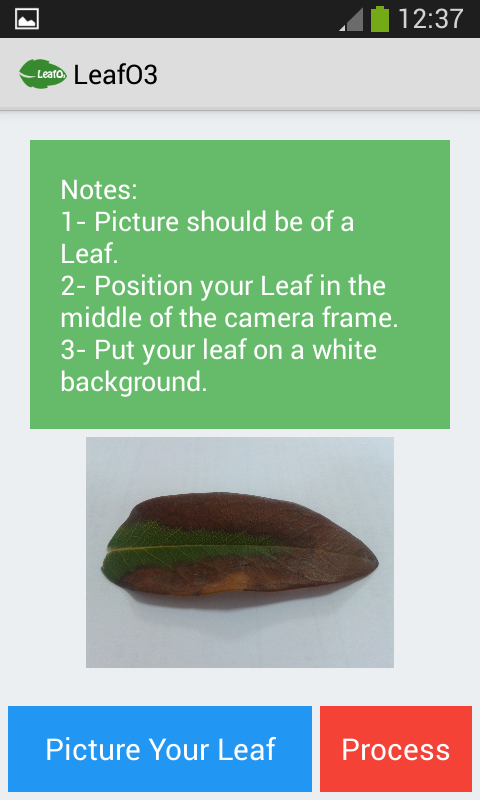 12:37
LeafO3
LeafO3
Notes:
1- Picture should be of a
Leaf.
2- Position your Leaf in the
middle of the camera frame.
3- Put your leaf on a white
background.
Picture Your Leaf
Process